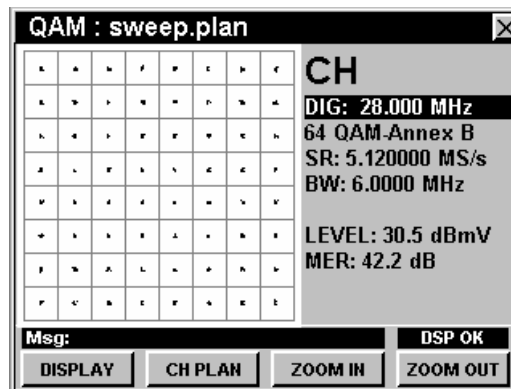 QAM : sweep.plan
CH
DIG: 28.000 MHz
64 QAM-Annex B
SR: 5.120000 MS/s
BW: 6.0000 MHz
LEVEL: 30.5 dBmV
MER: 42.2 dB
Msg:
DSP OK
DISPLAY
CH PLAN
ZOOM IN
ZOOM OUT